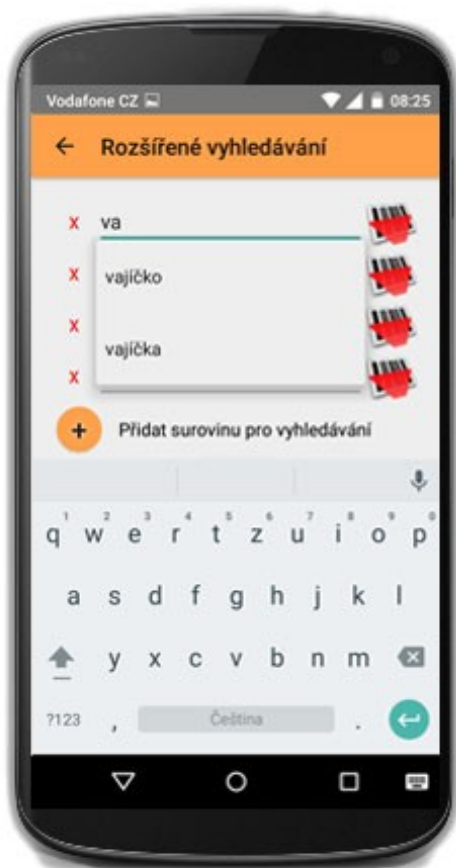 Vodafone CZ 08:25
Rozšířené vyhledávání
x va
x vajíčko
x
vajíčka
x
+ Přidat surovinu pro vyhledávání
1 2 3 4 5 6 7 8 9 0
q w e r t z u i o p
a s d f g h j k l
y x c v b n m
?123 , Čeština .